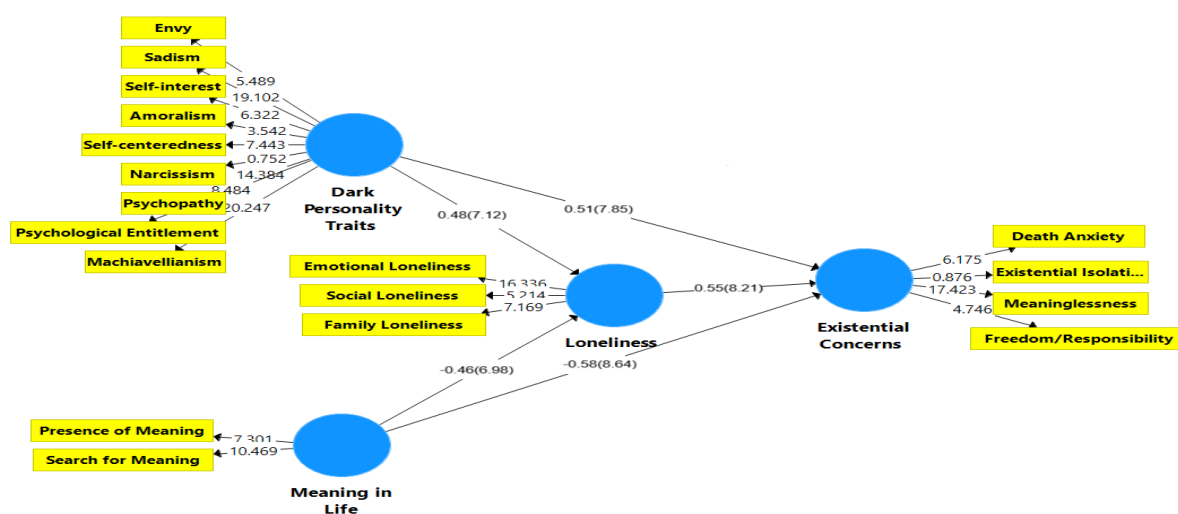 Envy
Sadism
Self-interest
Amoralism
Self-centeredness
Narcissism
Psychopathy
Psychological Entitlement
Machiavellianism
5.489
19.102
6.322
3.542
7.443
0.752
14.384
8.484
20.247
Dark
Personality
Traits
0.48(7.12)
0.51(7.85)
Emotional Loneliness
Social Loneliness
Family Loneliness
16.336
5.214
7.169
Loneliness
0.55(8.21)
-0.46(6.98)
-0.58(8.64)
Existential
Concerns
6.175
0.876
17.423
4.746
Death Anxiety
Existential Isolati...
Meaninglessness
Freedom/Responsibility
Presence of Meaning
Search for Meaning
7.301
10.469
Meaning in
Life